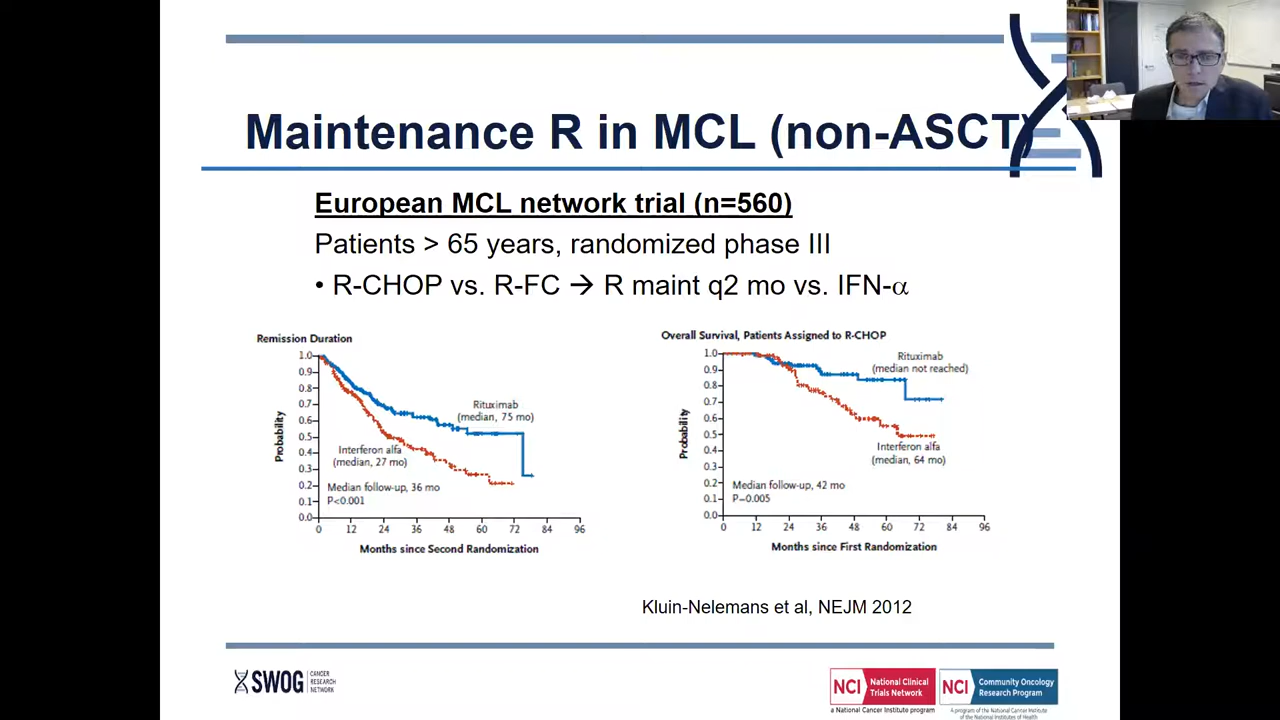 Maintenance R in MCL (non-ASCT)
European MCL network trial (n=560)
Patients > 65 years, randomized phase III
• R-CHOP vs. R-FC → R maint q2 mo vs. IFN-α
Remission Duration
Probability
1.0
0.9
0.8
0.7
0.6
0.5
0.4
0.3
0.2
0.1
0.0
Rituximab
(median, 75 mo)
Interferon alfa
(median, 27 mo)
Median follow-up, 36 mo
P<0.001
0 12 24 36 48 60 72 84 96
Months since Second Randomization
Overall Survival, Patients Assigned to R-CHOP
Probability
1.0
0.9
0.8
0.7
0.6
0.5
0.4
0.3
0.2
0.1
0.0
Rituximab
(median not reached)
Interferon alfa
(median, 64 mo)
Median follow-up, 42 mo
P=0.005
0 12 24 36 48 60 72 84 96
Months since First Randomization
Kluin-Nelemans et al, NEJM 2012
SWOG
CANCER
RESEARCH
NETWORK
NCI
National Clinical
Trials Network
a National Cancer Institute program
NCI
Community Oncology
Research Program
A program of the National Cancer Institute
of the National Institutes of Health